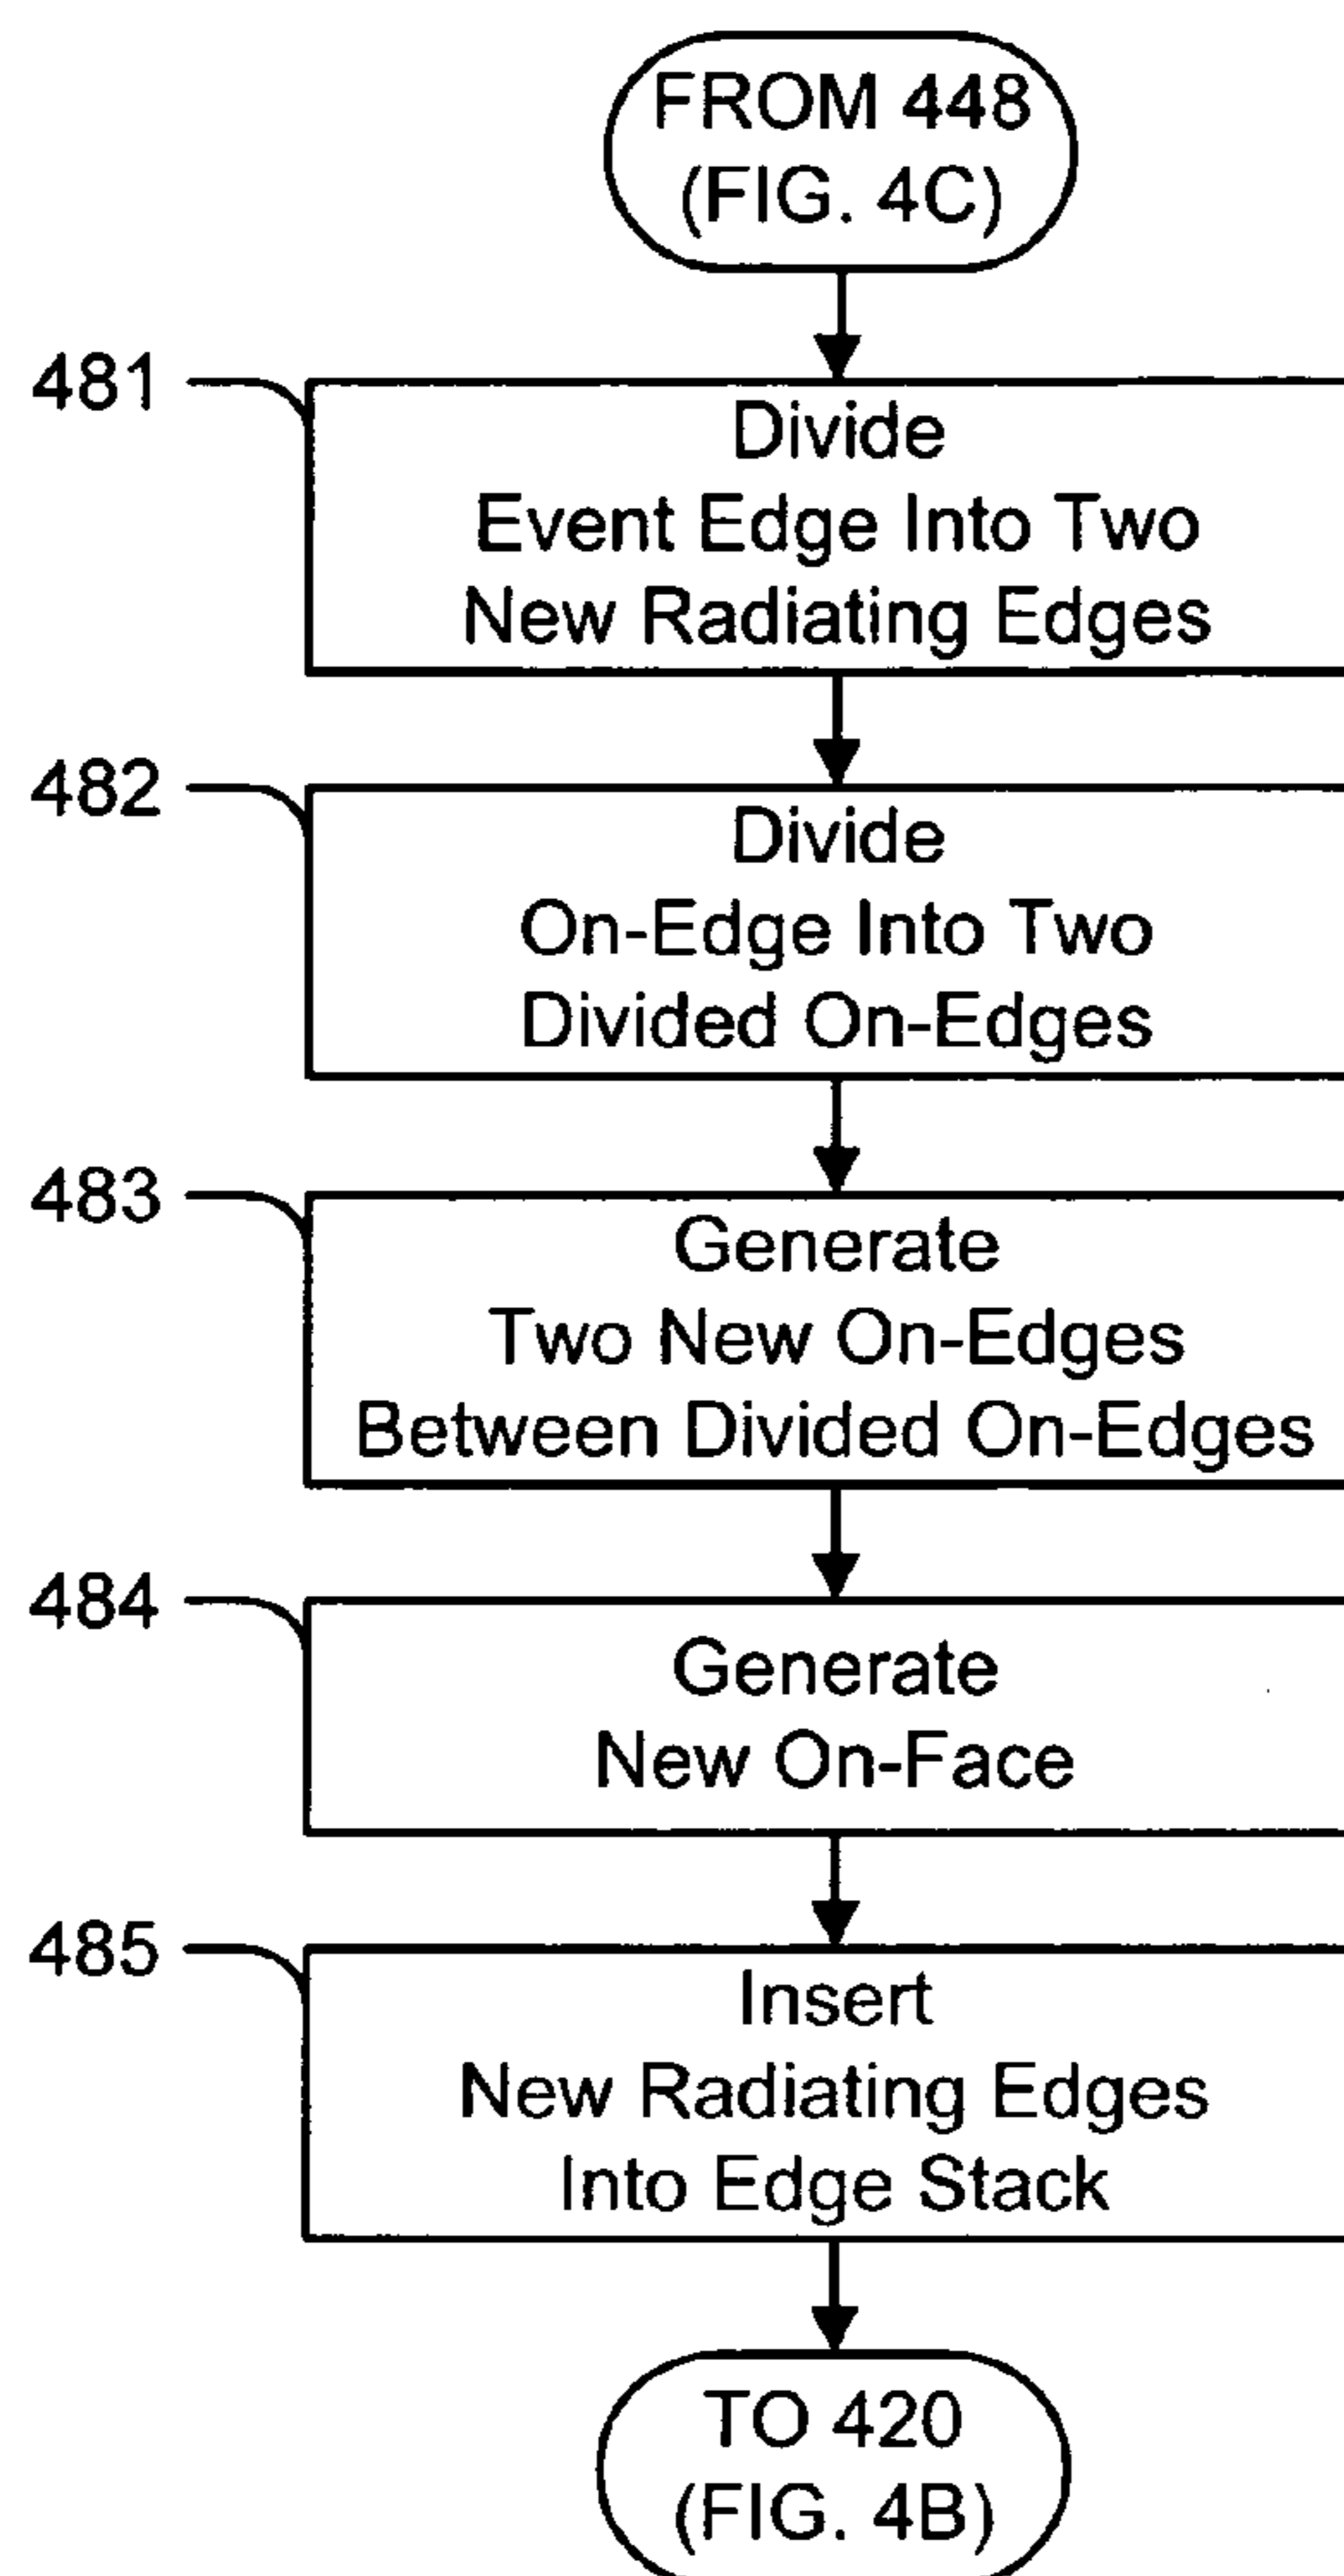 FROM 448
(FIG. 4C)
481
Divide
Event Edge Into Two
New Radiating Edges
482
Divide
On-Edge Into Two
Divided On-Edges
483
Generate
Two New On-Edges
Between Divided On-Edges
484
Generate
New On-Face
485
Insert
New Radiating Edges
Into Edge Stack
TO 420
(FIG. 4B)